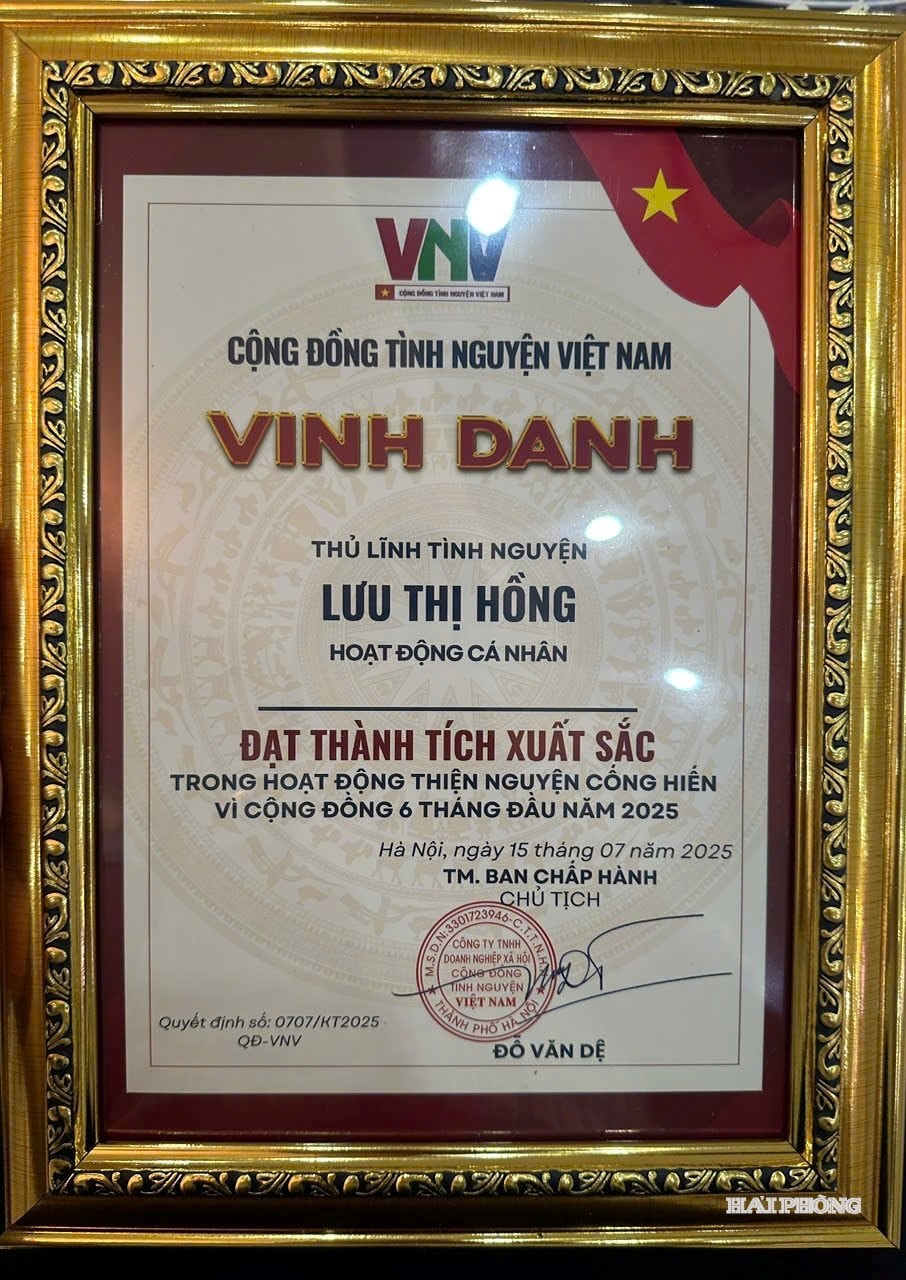 VNV
CỘNG ĐỒNG TÌNH NGUYỆN VIỆT NAM
CỘNG ĐỒNG TÌNH NGUYỆN VIỆT NAM
VINH DANH
THỦ LĨNH TÌNH NGUYỆN
LƯU THỊ HỒNG
HOẠT ĐỘNG CÁ NHÂN
ĐẠT THÀNH TÍCH XUẤT SẮC
TRONG HOẠT ĐỘNG THIỆN NGUYỆN CỐNG HIẾN
VÌ CỘNG ĐỒNG 6 THÁNG ĐẦU NĂM 2025
Hà Nội, ngày 15 tháng 07 năm 2025
TM. BAN CHẤP HÀNH
CHỦ TỊCH
M.S.D.N:3301723946-C.T.T.N.H
CÔNG TY TNHH
DOANH NGHIỆP XÃ HỘI
CỘNG ĐỒNG
TÌNH NGUYỆN
VIỆT NAM
THÀNH PHỐ HÀ NỘI
Quyết định số: 0707/KT2025
QĐ-VNV
ĐỖ VĂN DỆ
HẢI PHÒNG